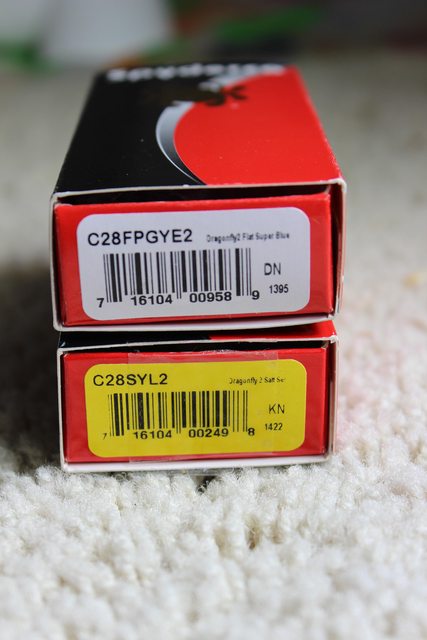 Spyderco
C28FPGYE2 Dragonfly2 Flat Super Blue
DN
7 16104 00958 9 1395
C28SYL2 Dragonfly 2 Salt Ser
KN
7 16104 00249 8 1422